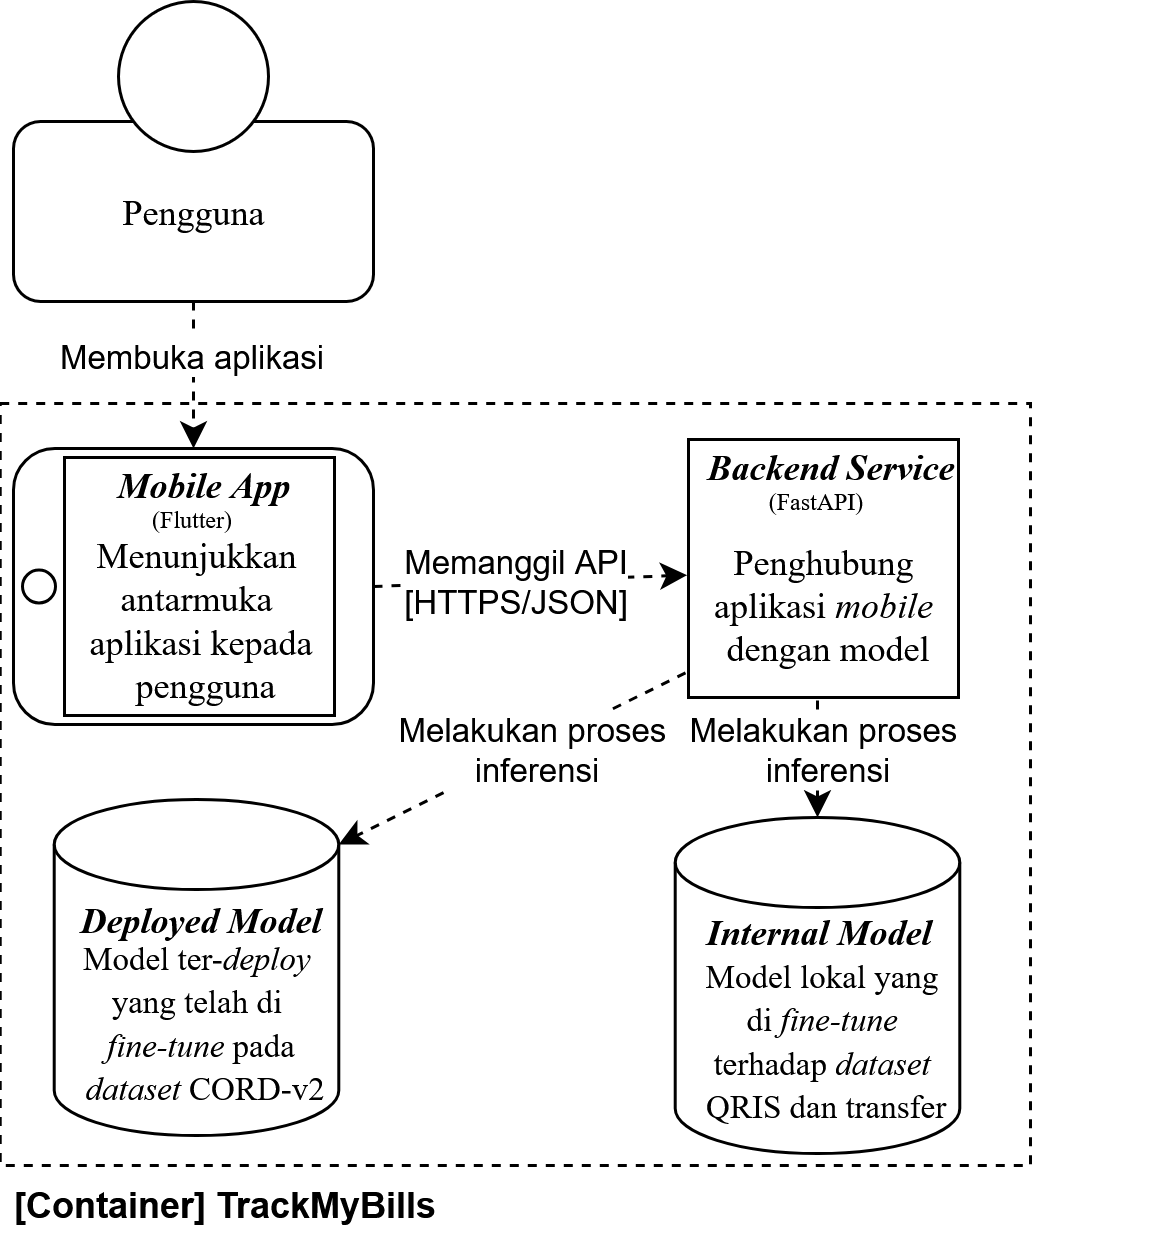 Pengguna
Membuka aplikasi
Mobile App
(Flutter)
Menunjukkan
antarmuka
aplikasi kepada
pengguna
Memanggil API
[HTTPS/JSON]
Backend Service
(FastAPI)
Penghubung
aplikasi mobile
dengan model
Melakukan proses
inferensi
Melakukan proses
inferensi
Deployed Model
Model ter-deploy
yang telah di
fine-tune pada
dataset CORD-v2
Internal Model
Model lokal yang
di fine-tune
terhadap dataset
QRIS dan transfer
[Container] TrackMyBills